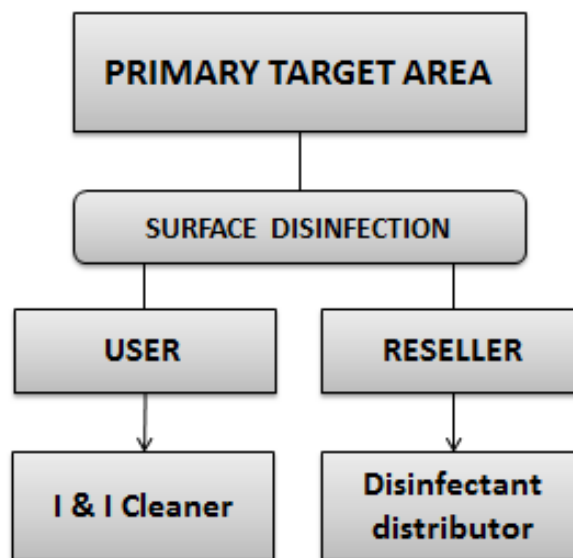 PRIMARY TARGET AREA
SURFACE DISINFECTION
USER
RESELLER
I & I Cleaner
Disinfectant
distributor